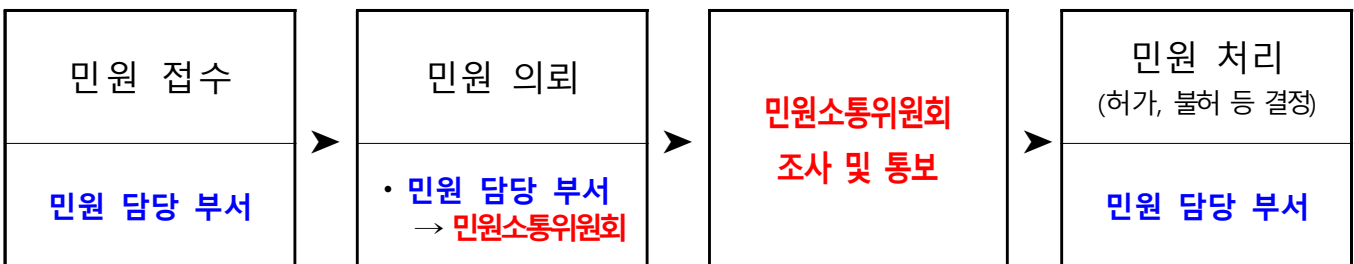 민원 접수
민원 담당 부서
➤
민원 의뢰
· 민원 담당 부서
→ 민원소통위원회
➤
민원소통위원회
조사 및 통보
➤
민원 처리
(허가, 불허 등 결정)
민원 담당 부서